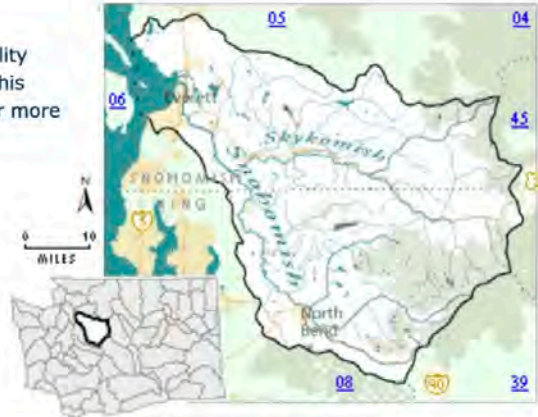 lity
his
r more
05
04
06
45
Everett
Skykomish
Snohomish
SNOHOMISH
KING
N
5
0 10
MILES
North
Bend
08
90
39